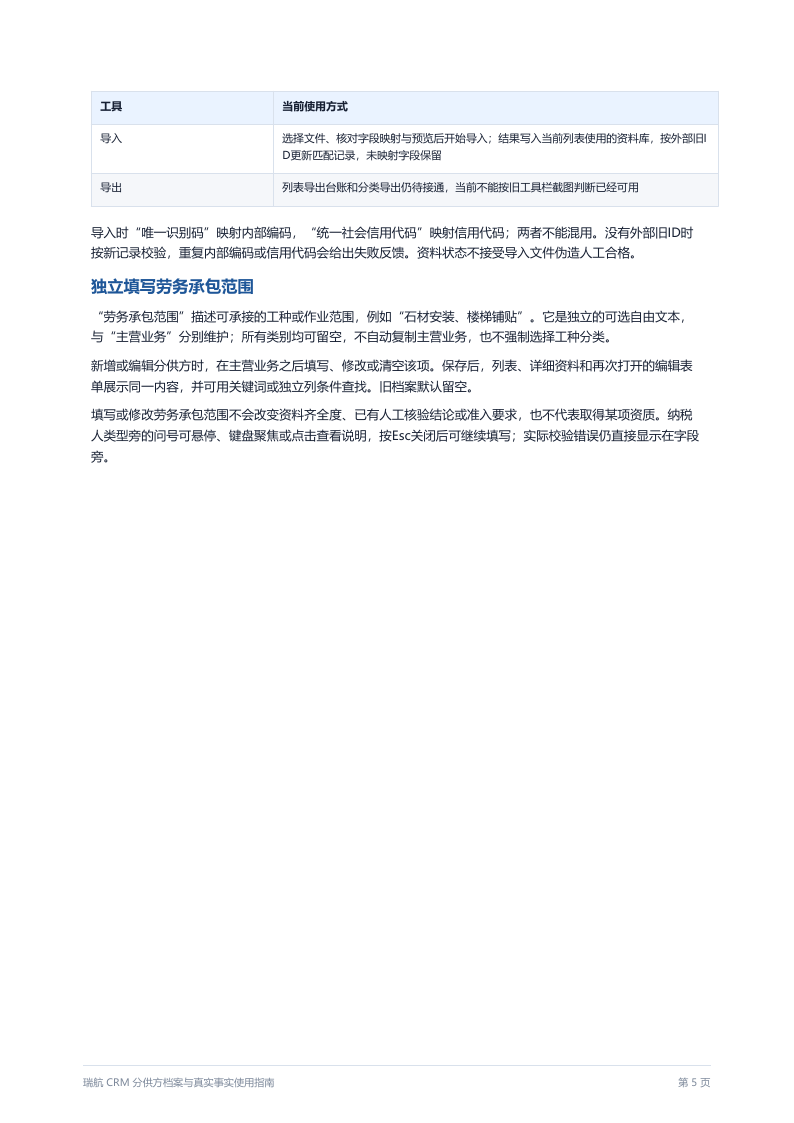 工具 当前使用方式
导入 选择文件、核对字段映射与预览后开始导入；结果写入当前列表使用的资料库，按外部旧I
D更新匹配记录，未映射字段保留
导出 列表导出台账和分类导出仍待接通，当前不能按旧工具栏截图判断已经可用
导入时“唯一识别码”映射内部编码，“统一社会信用代码”映射信用代码；两者不能混用。没有外部旧ID时
按新记录校验，重复内部编码或信用代码会给出失败反馈。资料状态不接受导入文件伪造人工合格。
独立填写劳务承包范围
“劳务承包范围”描述可承接的工种或作业范围，例如“石材安装、楼梯铺贴”。它是独立的可选自由文本，
与“主营业务”分别维护；所有类别均可留空，不自动复制主营业务，也不强制选择工种分类。
新增或编辑分供方时，在主营业务之后填写、修改或清空该项。保存后，列表、详细资料和再次打开的编辑表
单展示同一内容，并可用关键词或独立列条件查找。旧档案默认留空。
填写或修改劳务承包范围不会改变资料齐全度、已有人工核验结论或准入要求，也不代表取得某项资质。纳税
人类型旁的问号可悬停、键盘聚焦或点击查看说明，按Esc关闭后可继续填写；实际校验错误仍直接显示在字段
旁。
瑞航 CRM 分供方档案与真实事实使用指南 第 5 页